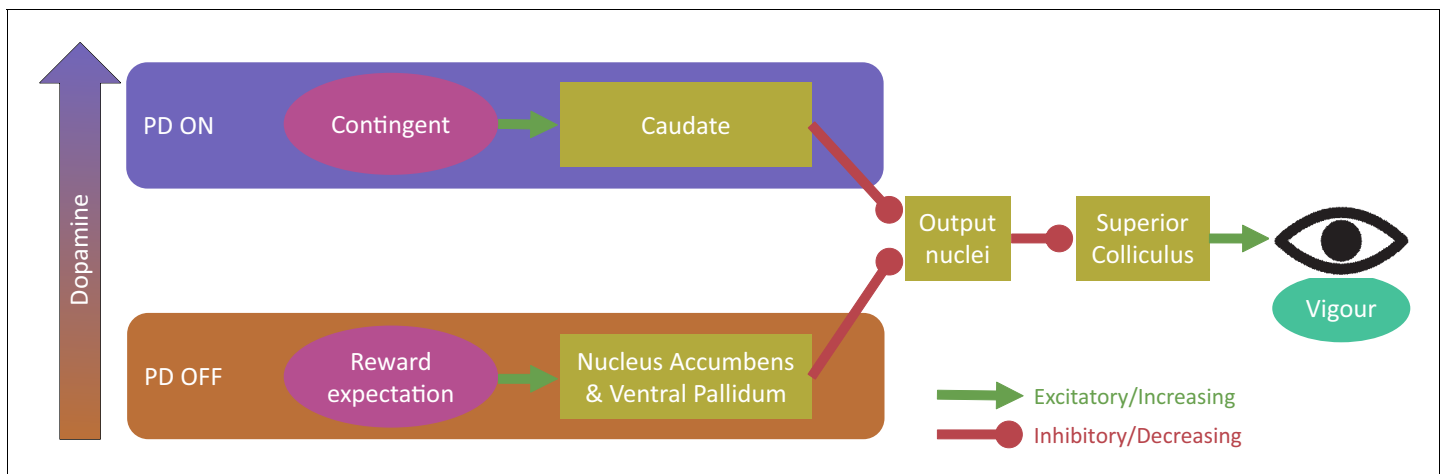 Dopamine
PD ON
Contingent
Caudate
Output
nuclei
Superior
Colliculus
Vigour
PD OFF
Reward
expectation
Nucleus Accumbens
& Ventral Pallidum
Excitatory/Increasing
Inhibitory/Decreasing